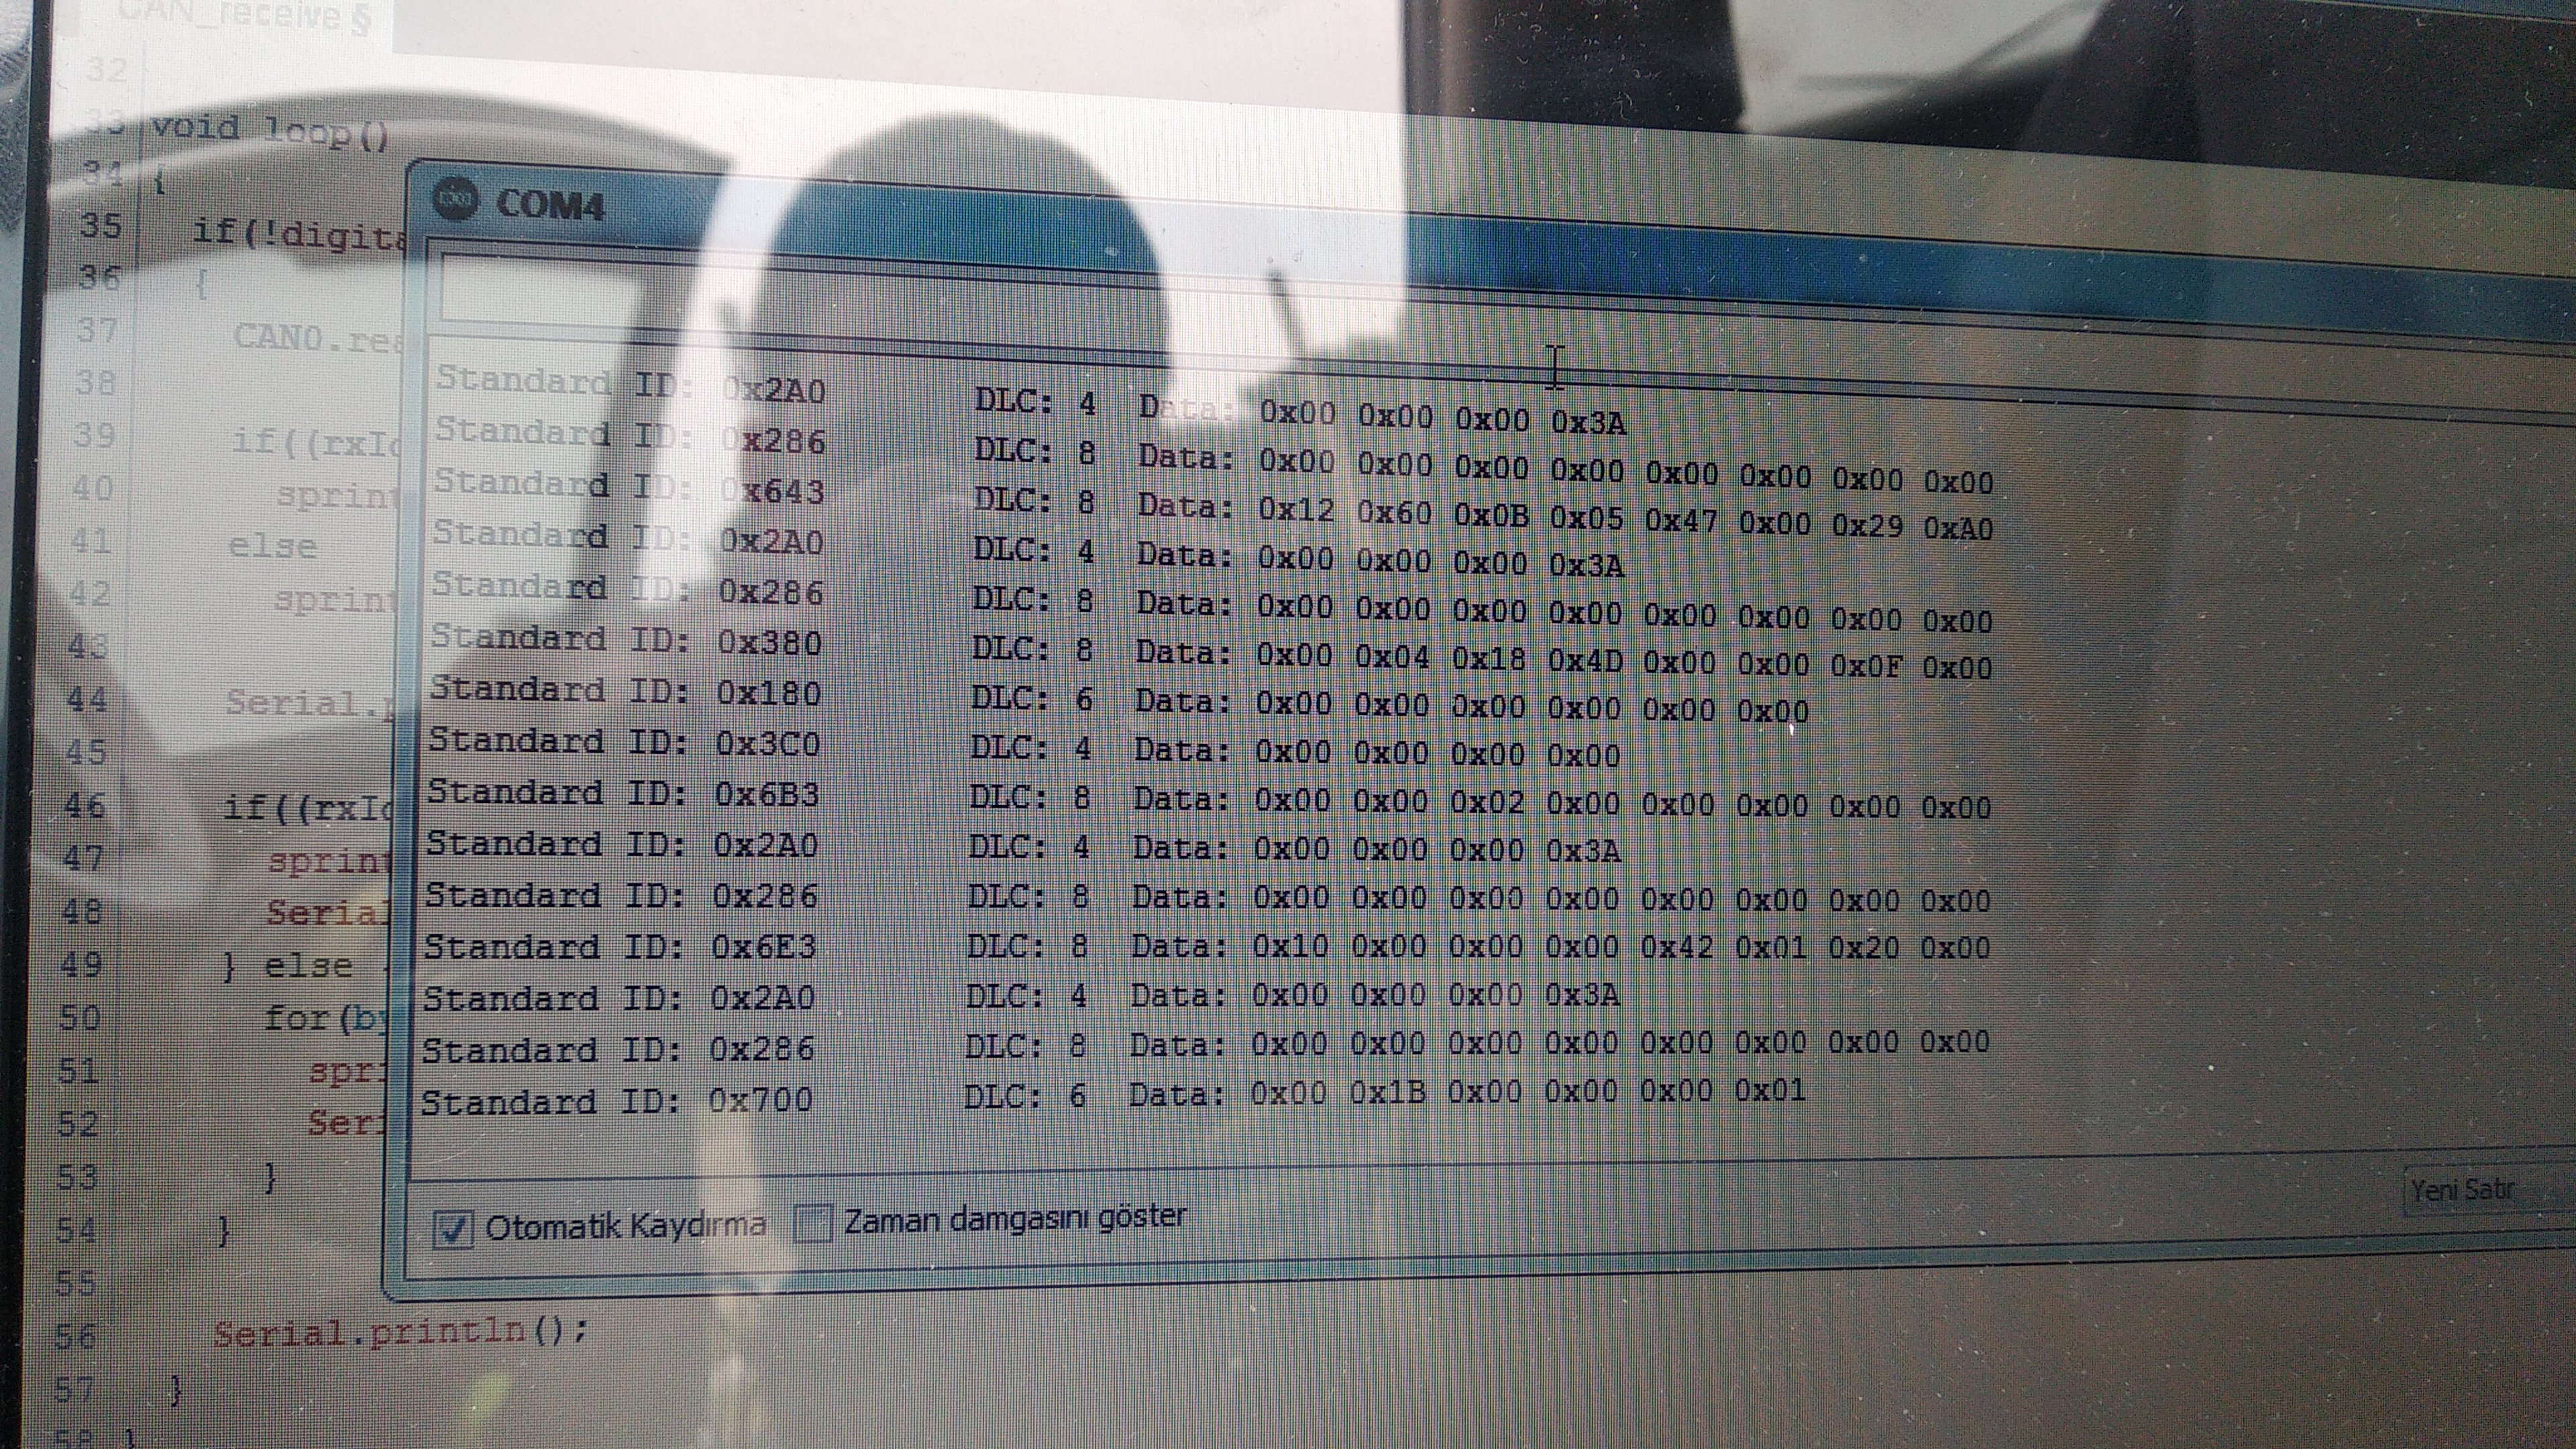 CAN_receive §
32
33 void loop()
34 {
35 if(!digita
36 {
37 CAN0.rea
38
39 if((rxId
40 sprint
41 else
42 sprint
43
44 Serial.p
45
46 if((rxId
47 sprint
48 Serial
49 } else {
50 for(by
51 spri
52 Seri
53 }
54 }
55
56 Serial.println();
57 }
58 }
COM4
Standard ID: 0x2A0 DLC: 4 Data: 0x00 0x00 0x00 0x3A
Standard ID: 0x286 DLC: 8 Data: 0x00 0x00 0x00 0x00 0x00 0x00 0x00 0x00
Standard ID: 0x643 DLC: 8 Data: 0x12 0x60 0x0B 0x05 0x47 0x00 0x29 0xA0
Standard ID: 0x2A0 DLC: 4 Data: 0x00 0x00 0x00 0x3A
Standard ID: 0x286 DLC: 8 Data: 0x00 0x00 0x00 0x00 0x00 0x00 0x00 0x00
Standard ID: 0x380 DLC: 8 Data: 0x00 0x04 0x18 0x4D 0x00 0x00 0x0F 0x00
Standard ID: 0x180 DLC: 6 Data: 0x00 0x00 0x00 0x00 0x00 0x00
Standard ID: 0x3C0 DLC: 4 Data: 0x00 0x00 0x00 0x00
Standard ID: 0x6B3 DLC: 8 Data: 0x00 0x00 0x02 0x00 0x00 0x00 0x00 0x00
Standard ID: 0x2A0 DLC: 4 Data: 0x00 0x00 0x00 0x3A
Standard ID: 0x286 DLC: 8 Data: 0x00 0x00 0x00 0x00 0x00 0x00 0x00 0x00
Standard ID: 0x6E3 DLC: 8 Data: 0x10 0x00 0x00 0x00 0x42 0x01 0x20 0x00
Standard ID: 0x2A0 DLC: 4 Data: 0x00 0x00 0x00 0x3A
Standard ID: 0x286 DLC: 8 Data: 0x00 0x00 0x00 0x00 0x00 0x00 0x00 0x00
Standard ID: 0x700 DLC: 6 Data: 0x00 0x1B 0x00 0x00 0x00 0x01
Otomatik Kaydırma Zaman damgasını göster Yeni Satır